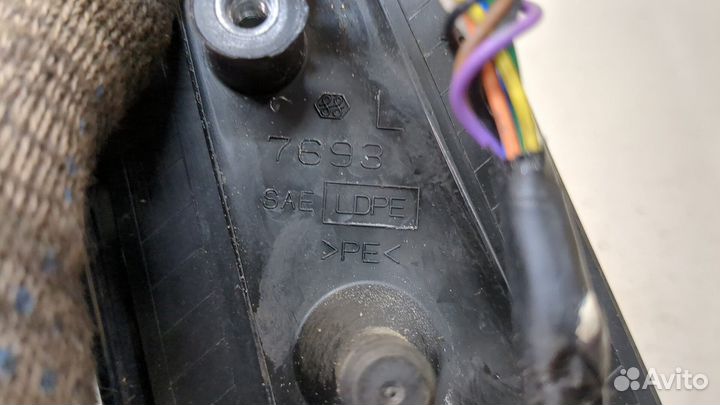 L
7693
SAE LDPE
>PE<
Avito